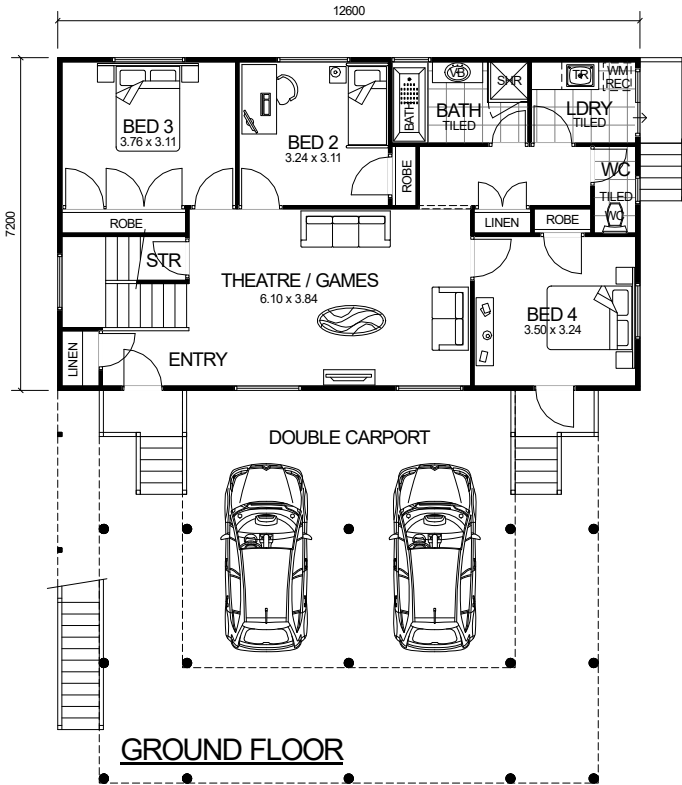 12600
7200
BED 3
3.76 x 3.11
BED 2
3.24 x 3.11
BATH
VB
BATH
TILED
SHR
TR
WM
REC
LDRY
TILED
WC
TILED
WC
ROBE
ROBE
LINEN
ROBE
STR
THEATRE / GAMES
6.10 x 3.84
BED 4
3.50 x 3.24
LINEN
ENTRY
DOUBLE CARPORT
GROUND FLOOR